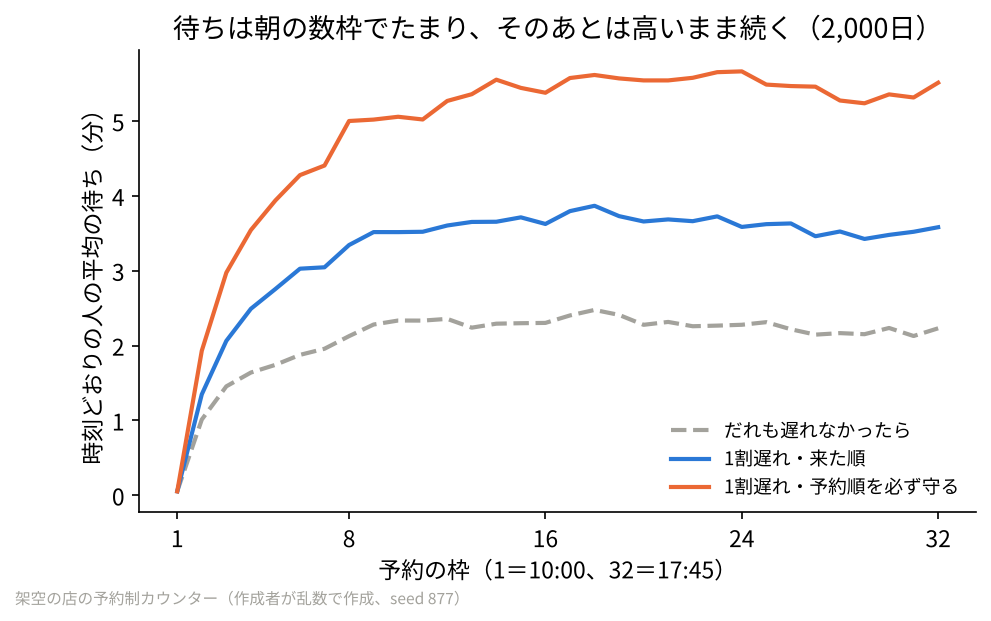 待ちは朝の数枠でたまり、そのあとは高いまま続く（2,000日）
時刻どおりの人の平均の待ち（分）
5
4
3
2
1
0
だれも遅れなかったら
1割遅れ・来た順
1割遅れ・予約順を必ず守る
1 8 16 24 32
予約の枠（1＝10:00、32＝17:45）
架空の店の予約制カウンター（作成者が乱数で作成、seed 877）